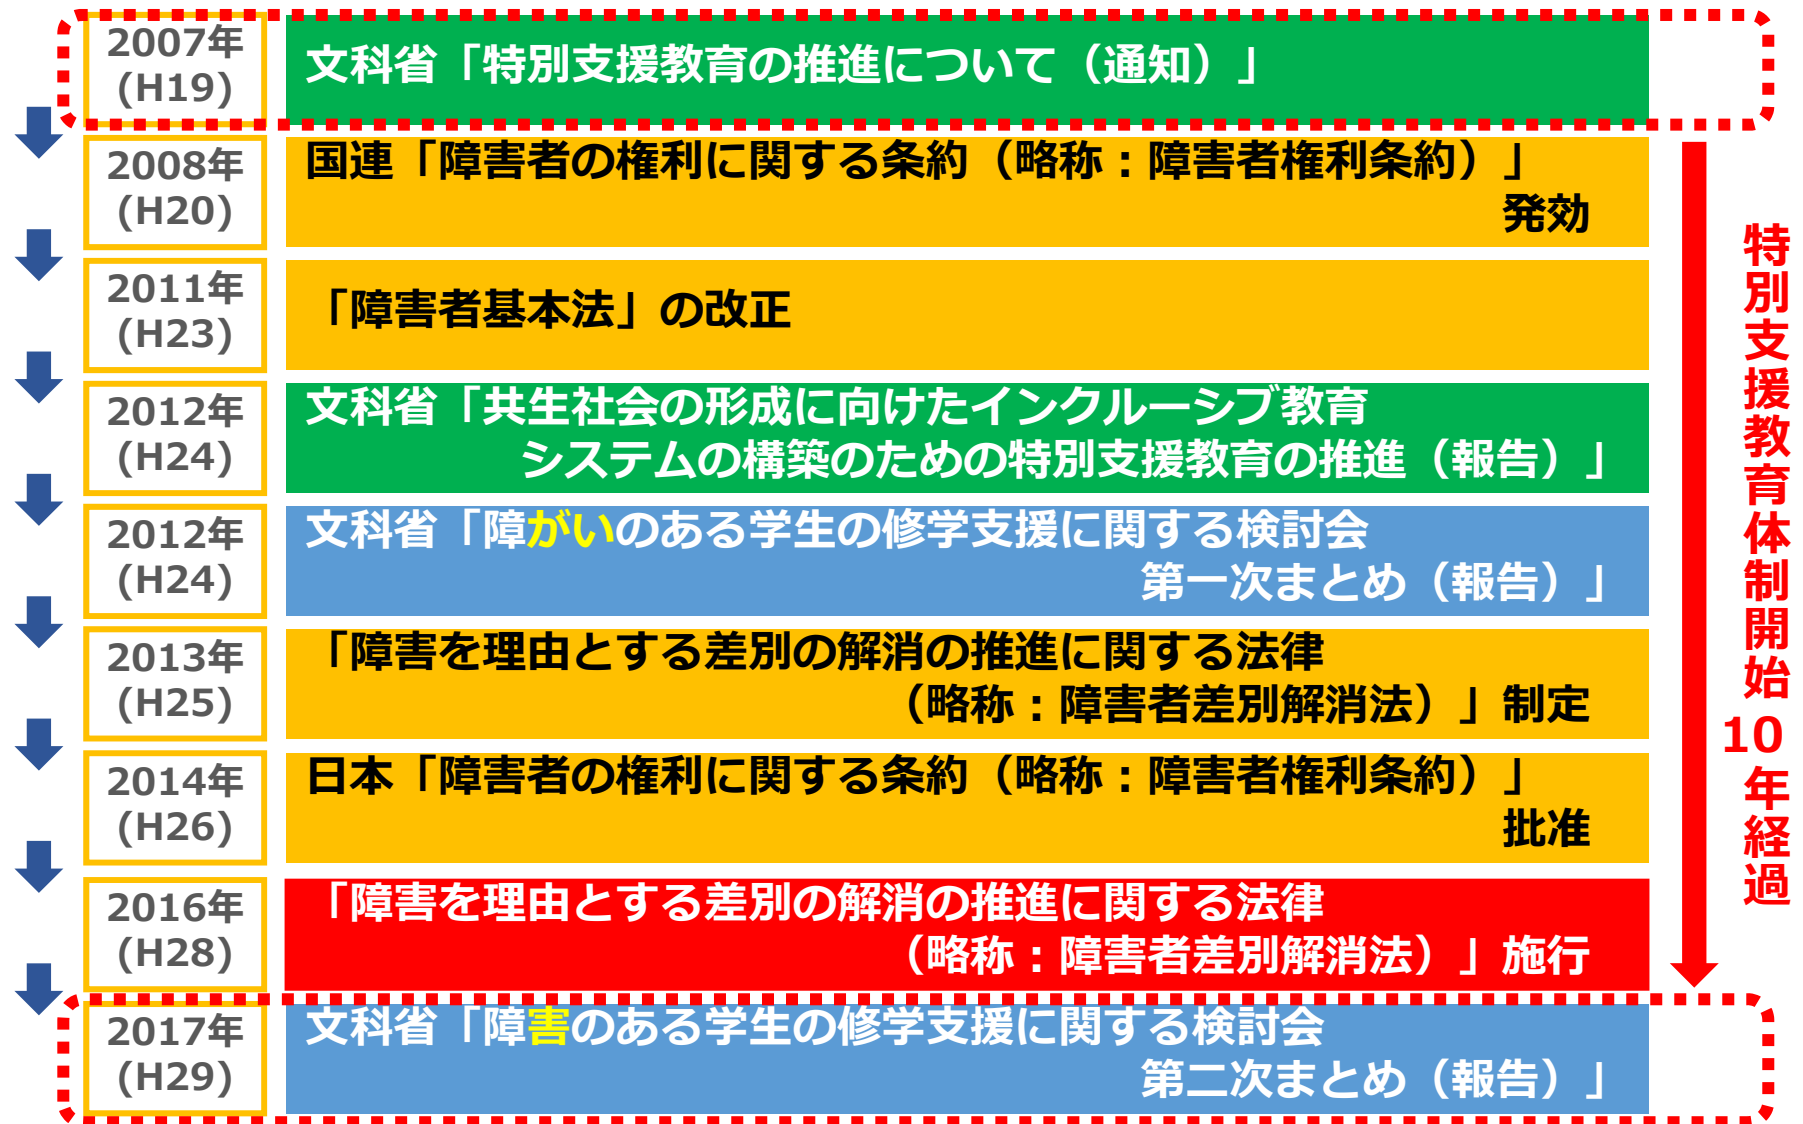 2007年
(H19)
文科省「特別支援教育の推進について（通知）」
2008年
(H20)
国連「障害者の権利に関する条約（略称：障害者権利条約）」
発効
2011年
(H23)
「障害者基本法」の改正
2012年
(H24)
文科省「共生社会の形成に向けたインクルーシブ教育
システムの構築のための特別支援教育の推進（報告）」
2012年
(H24)
文科省「障がいのある学生の修学支援に関する検討会
第一次まとめ（報告）」
2013年
(H25)
「障害を理由とする差別の解消の推進に関する法律
（略称：障害者差別解消法）」制定
2014年
(H26)
日本「障害者の権利に関する条約（略称：障害者権利条約）」
批准
2016年
(H28)
「障害を理由とする差別の解消の推進に関する法律
（略称：障害者差別解消法）」施行
2017年
(H29)
文科省「障害のある学生の修学支援に関する検討会
第二次まとめ（報告）」
特別支援教育体制開始10年経過